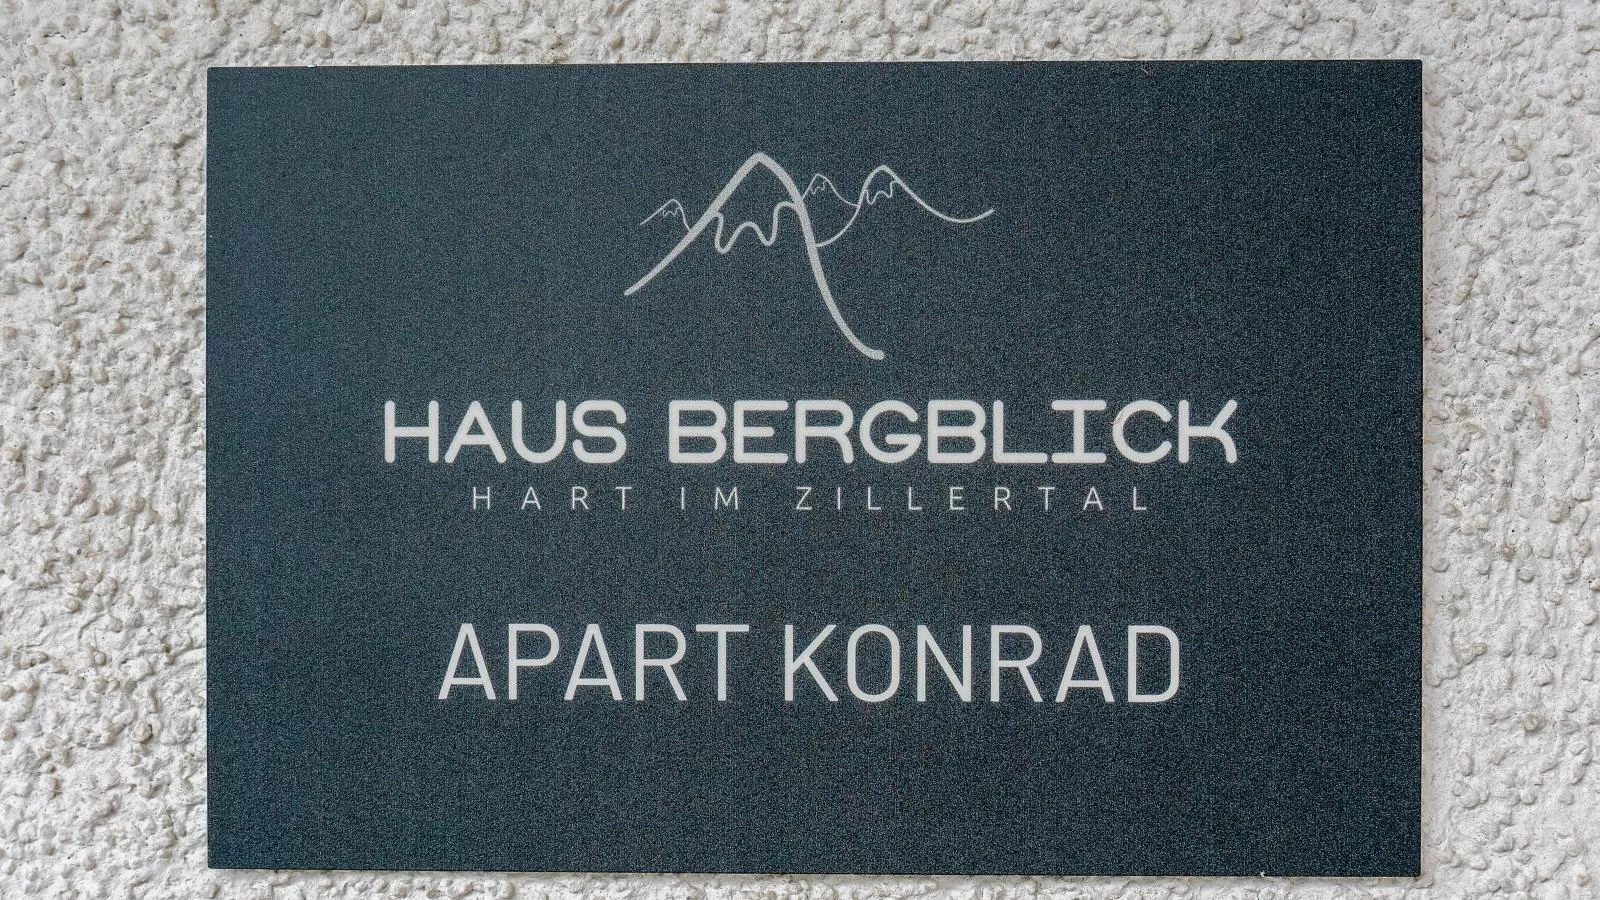 HAUS BERGBLICK
HART IM ZILLERTAL
APART KONRAD